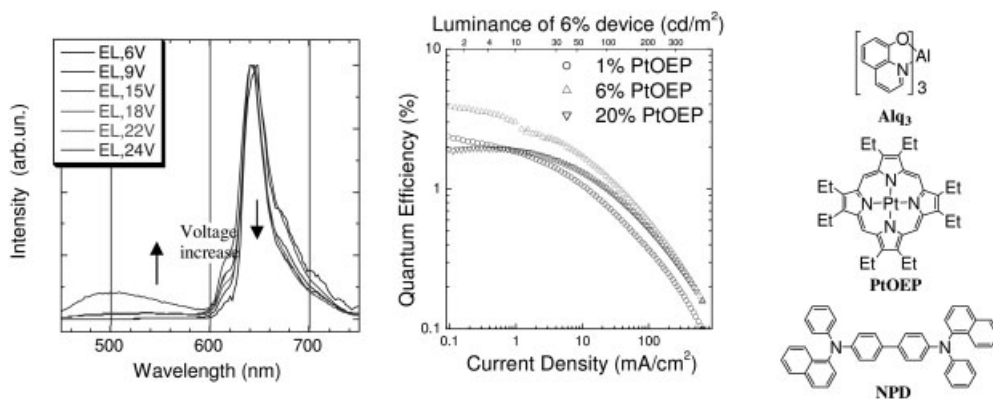 EL,6V
EL,9V
EL,15V
EL,18V
EL,22V
EL,24V
Intensity (arb.un.)
Voltage
increase
500 600 700
Wavelength (nm)
Luminance of 6% device (cd/m²)
2 4 10 30 50 100 200 300
10
1
0.1
Quantum Efficiency (%)
1% PtOEP
6% PtOEP
20% PtOEP
0.1 1 10 100
Current Density (mA/cm²)
O
Al
N
3
Alq₃
Et Et
Et Et
N
N Pt N
N
Et Et
Et Et
PtOEP
N N
NPD